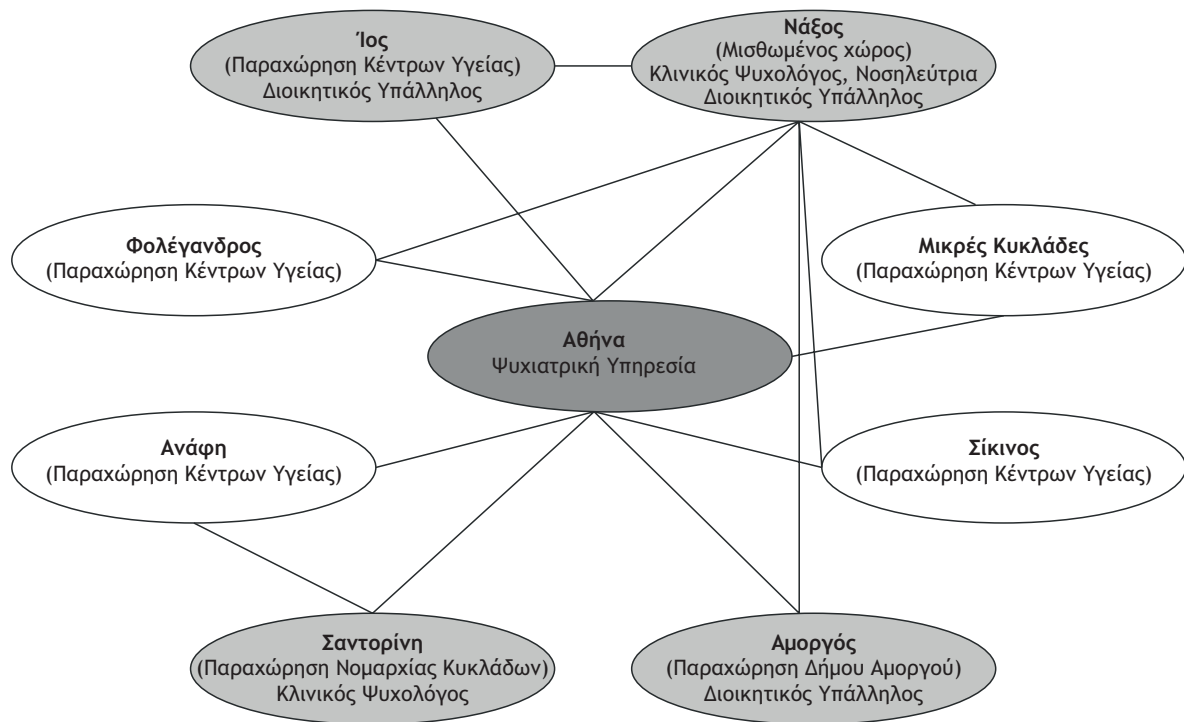 Ίος
(Παραχώρηση Κέντρων Υγείας)
Διοικητικός Υπάλληλος
Νάξος
(Μισθωμένος χώρος)
Κλινικός Ψυχολόγος, Νοσηλεύτρια
Διοικητικός Υπάλληλος
Φολέγανδρος
(Παραχώρηση Κέντρων Υγείας)
Μικρές Κυκλάδες
(Παραχώρηση Κέντρων Υγείας)
Αθήνα
Ψυχιατρική Υπηρεσία
Ανάφη
(Παραχώρηση Κέντρων Υγείας)
Σίκινος
(Παραχώρηση Κέντρων Υγείας)
Σαντορίνη
(Παραχώρηση Νομαρχίας Κυκλάδων)
Κλινικός Ψυχολόγος
Αμοργός
(Παραχώρηση Δήμου Αμοργού)
Διοικητικός Υπάλληλος